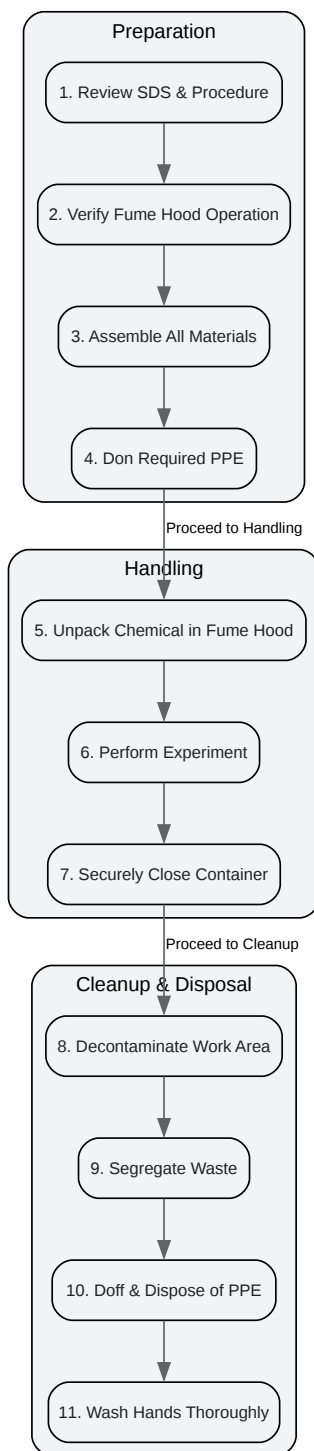 Preparation
1. Review SDS & Procedure
2. Verify Fume Hood Operation
3. Assemble All Materials
4. Don Required PPE
Proceed to Handling
Handling
5. Unpack Chemical in Fume Hood
6. Perform Experiment
7. Securely Close Container
Proceed to Cleanup
Cleanup & Disposal
8. Decontaminate Work Area
9. Segregate Waste
10. Doff & Dispose of PPE
11. Wash Hands Thoroughly